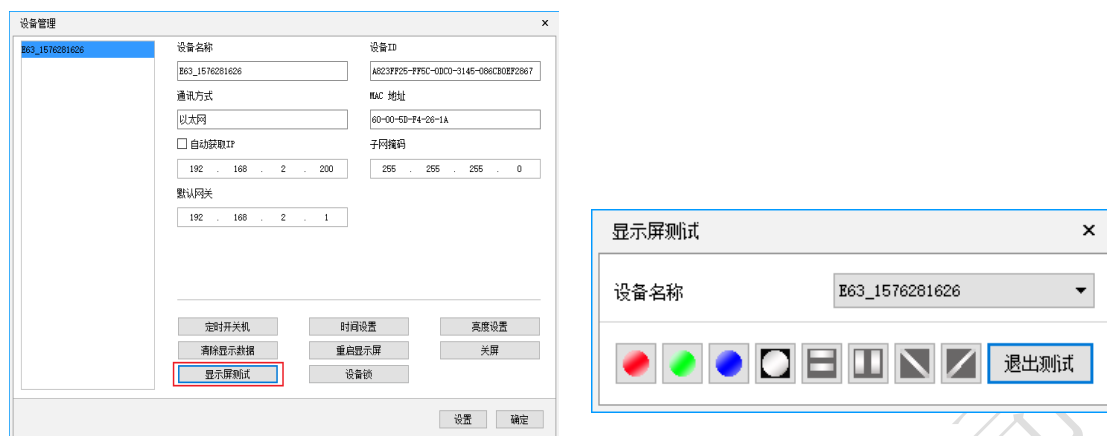 设备管理
×
E63_1576281626
设备名称
设备ID
E63_1576281626
A823FF25-FF5C-0DC0-3145-086CB0EF2867
通讯方式
MAC 地址
以太网
60-00-5D-F4-26-1A
自动获取IP
子网掩码
192 . 168 . 2 . 200
255 . 255 . 255 . 0
默认网关
192 . 168 . 2 . 1
定时开关机
时间设置
亮度设置
清除显示数据
重启显示屏
关屏
显示屏测试
设备锁
设置
确定
显示屏测试
×
设备名称
E63_1576281626
退出测试